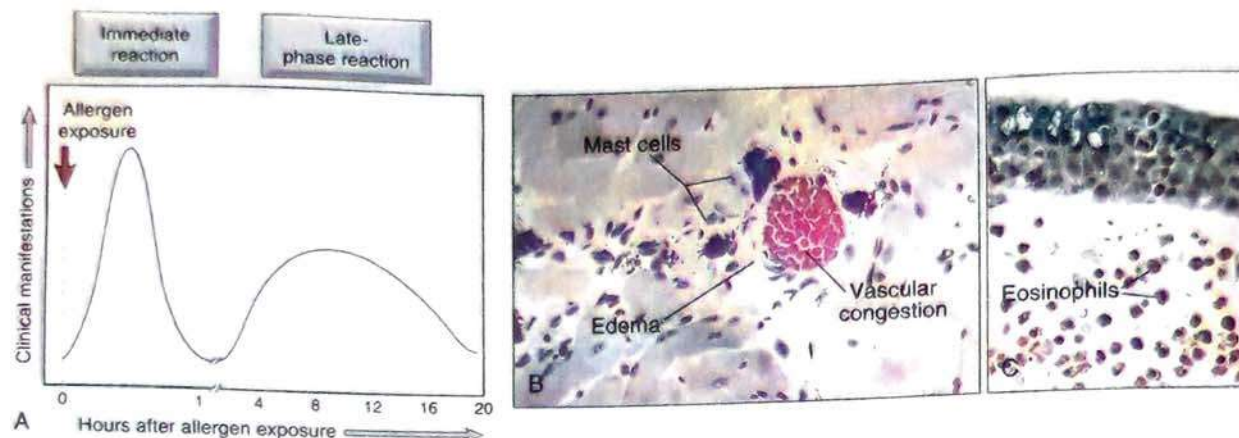 Immediate
reaction
Late-
phase reaction
Allergen
exposure
Clinical manifestations
0 1 4 8 12 16 20
Hours after allergen exposure
A
Mast cells
Edema
Vascular
congestion
B
Eosinophils
C